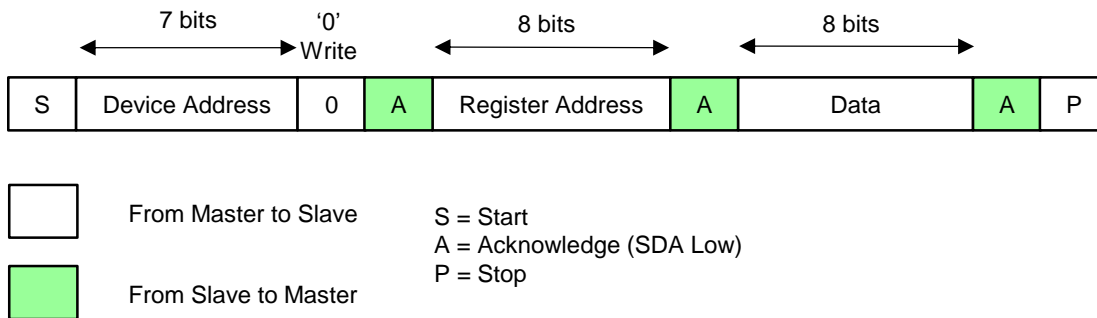 7 bits ‘0’ 8 bits 8 bits
Write
S Device Address 0 A Register Address A Data A P
From Master to Slave
S = Start
A = Acknowledge (SDA Low)
P = Stop
From Slave to Master